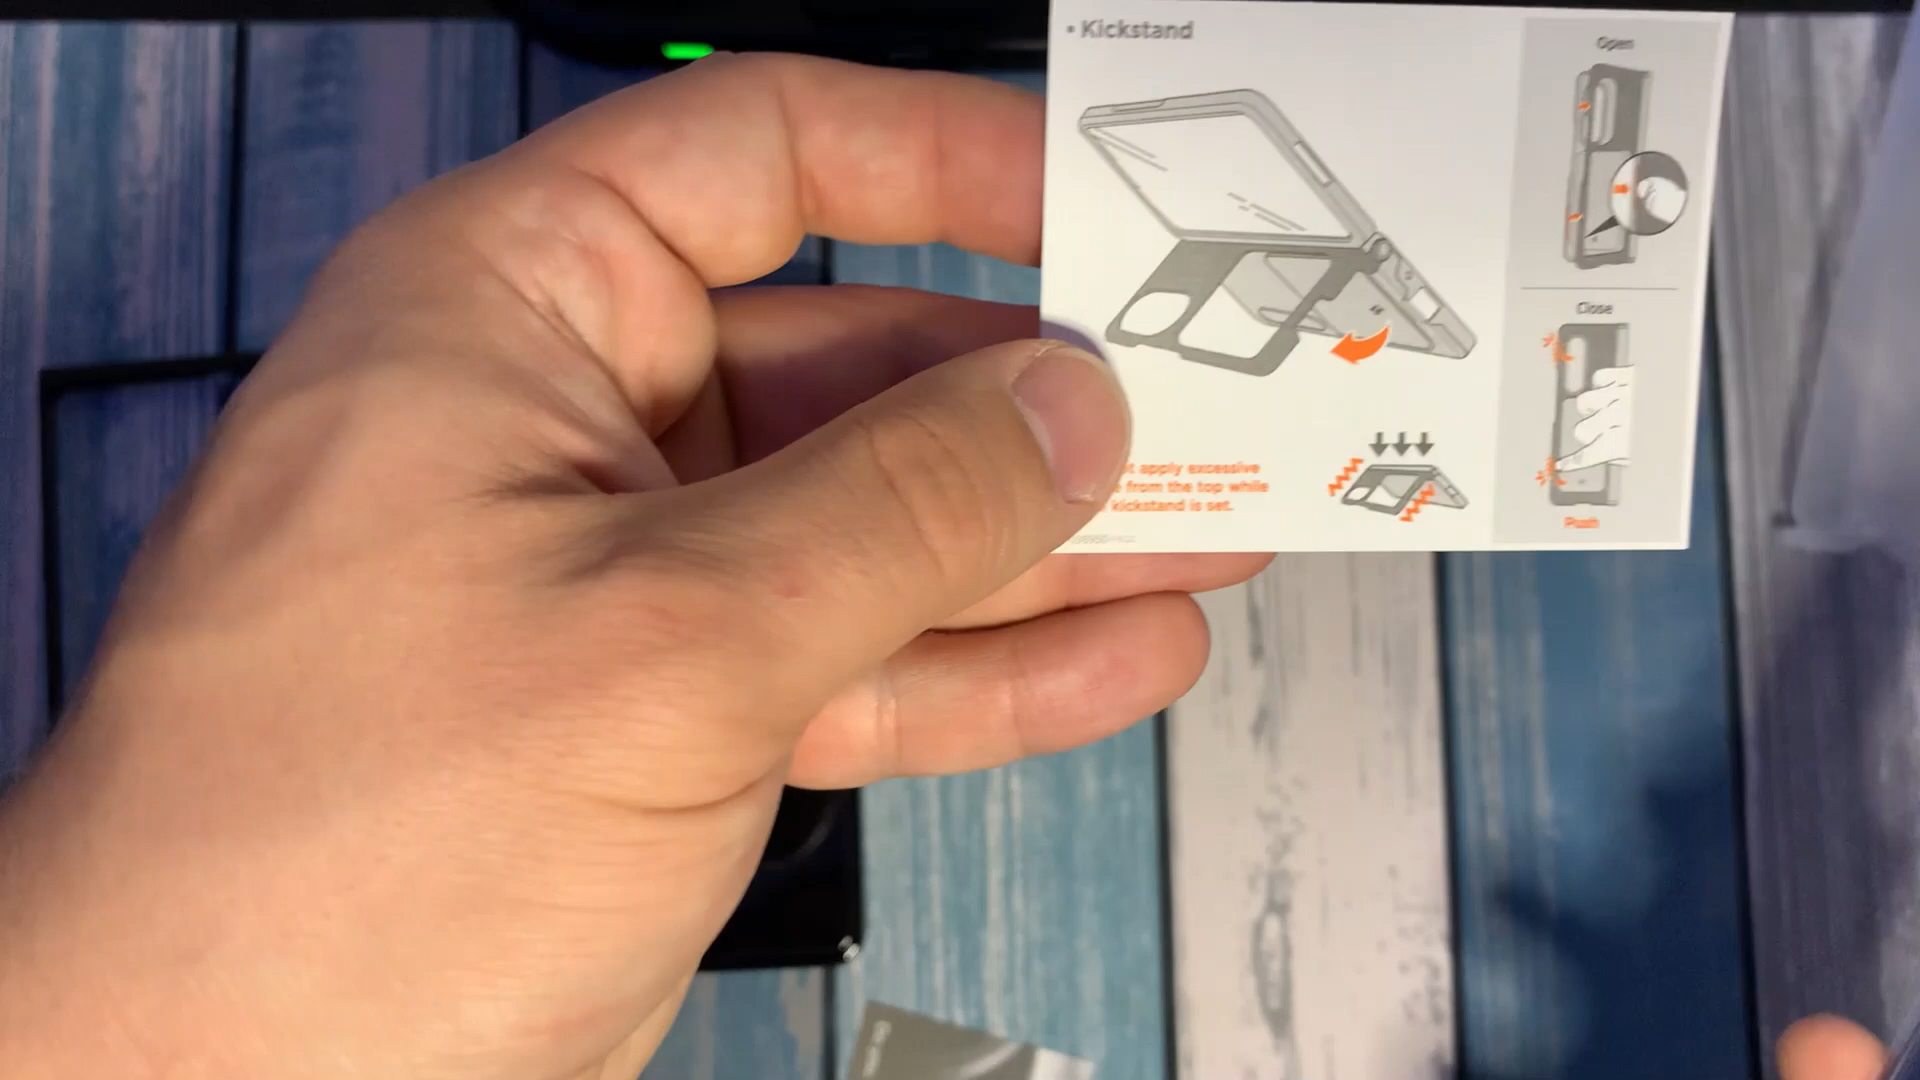 • Kickstand
Open
Close
t apply excessive
from the top while
kickstand is set.
Push